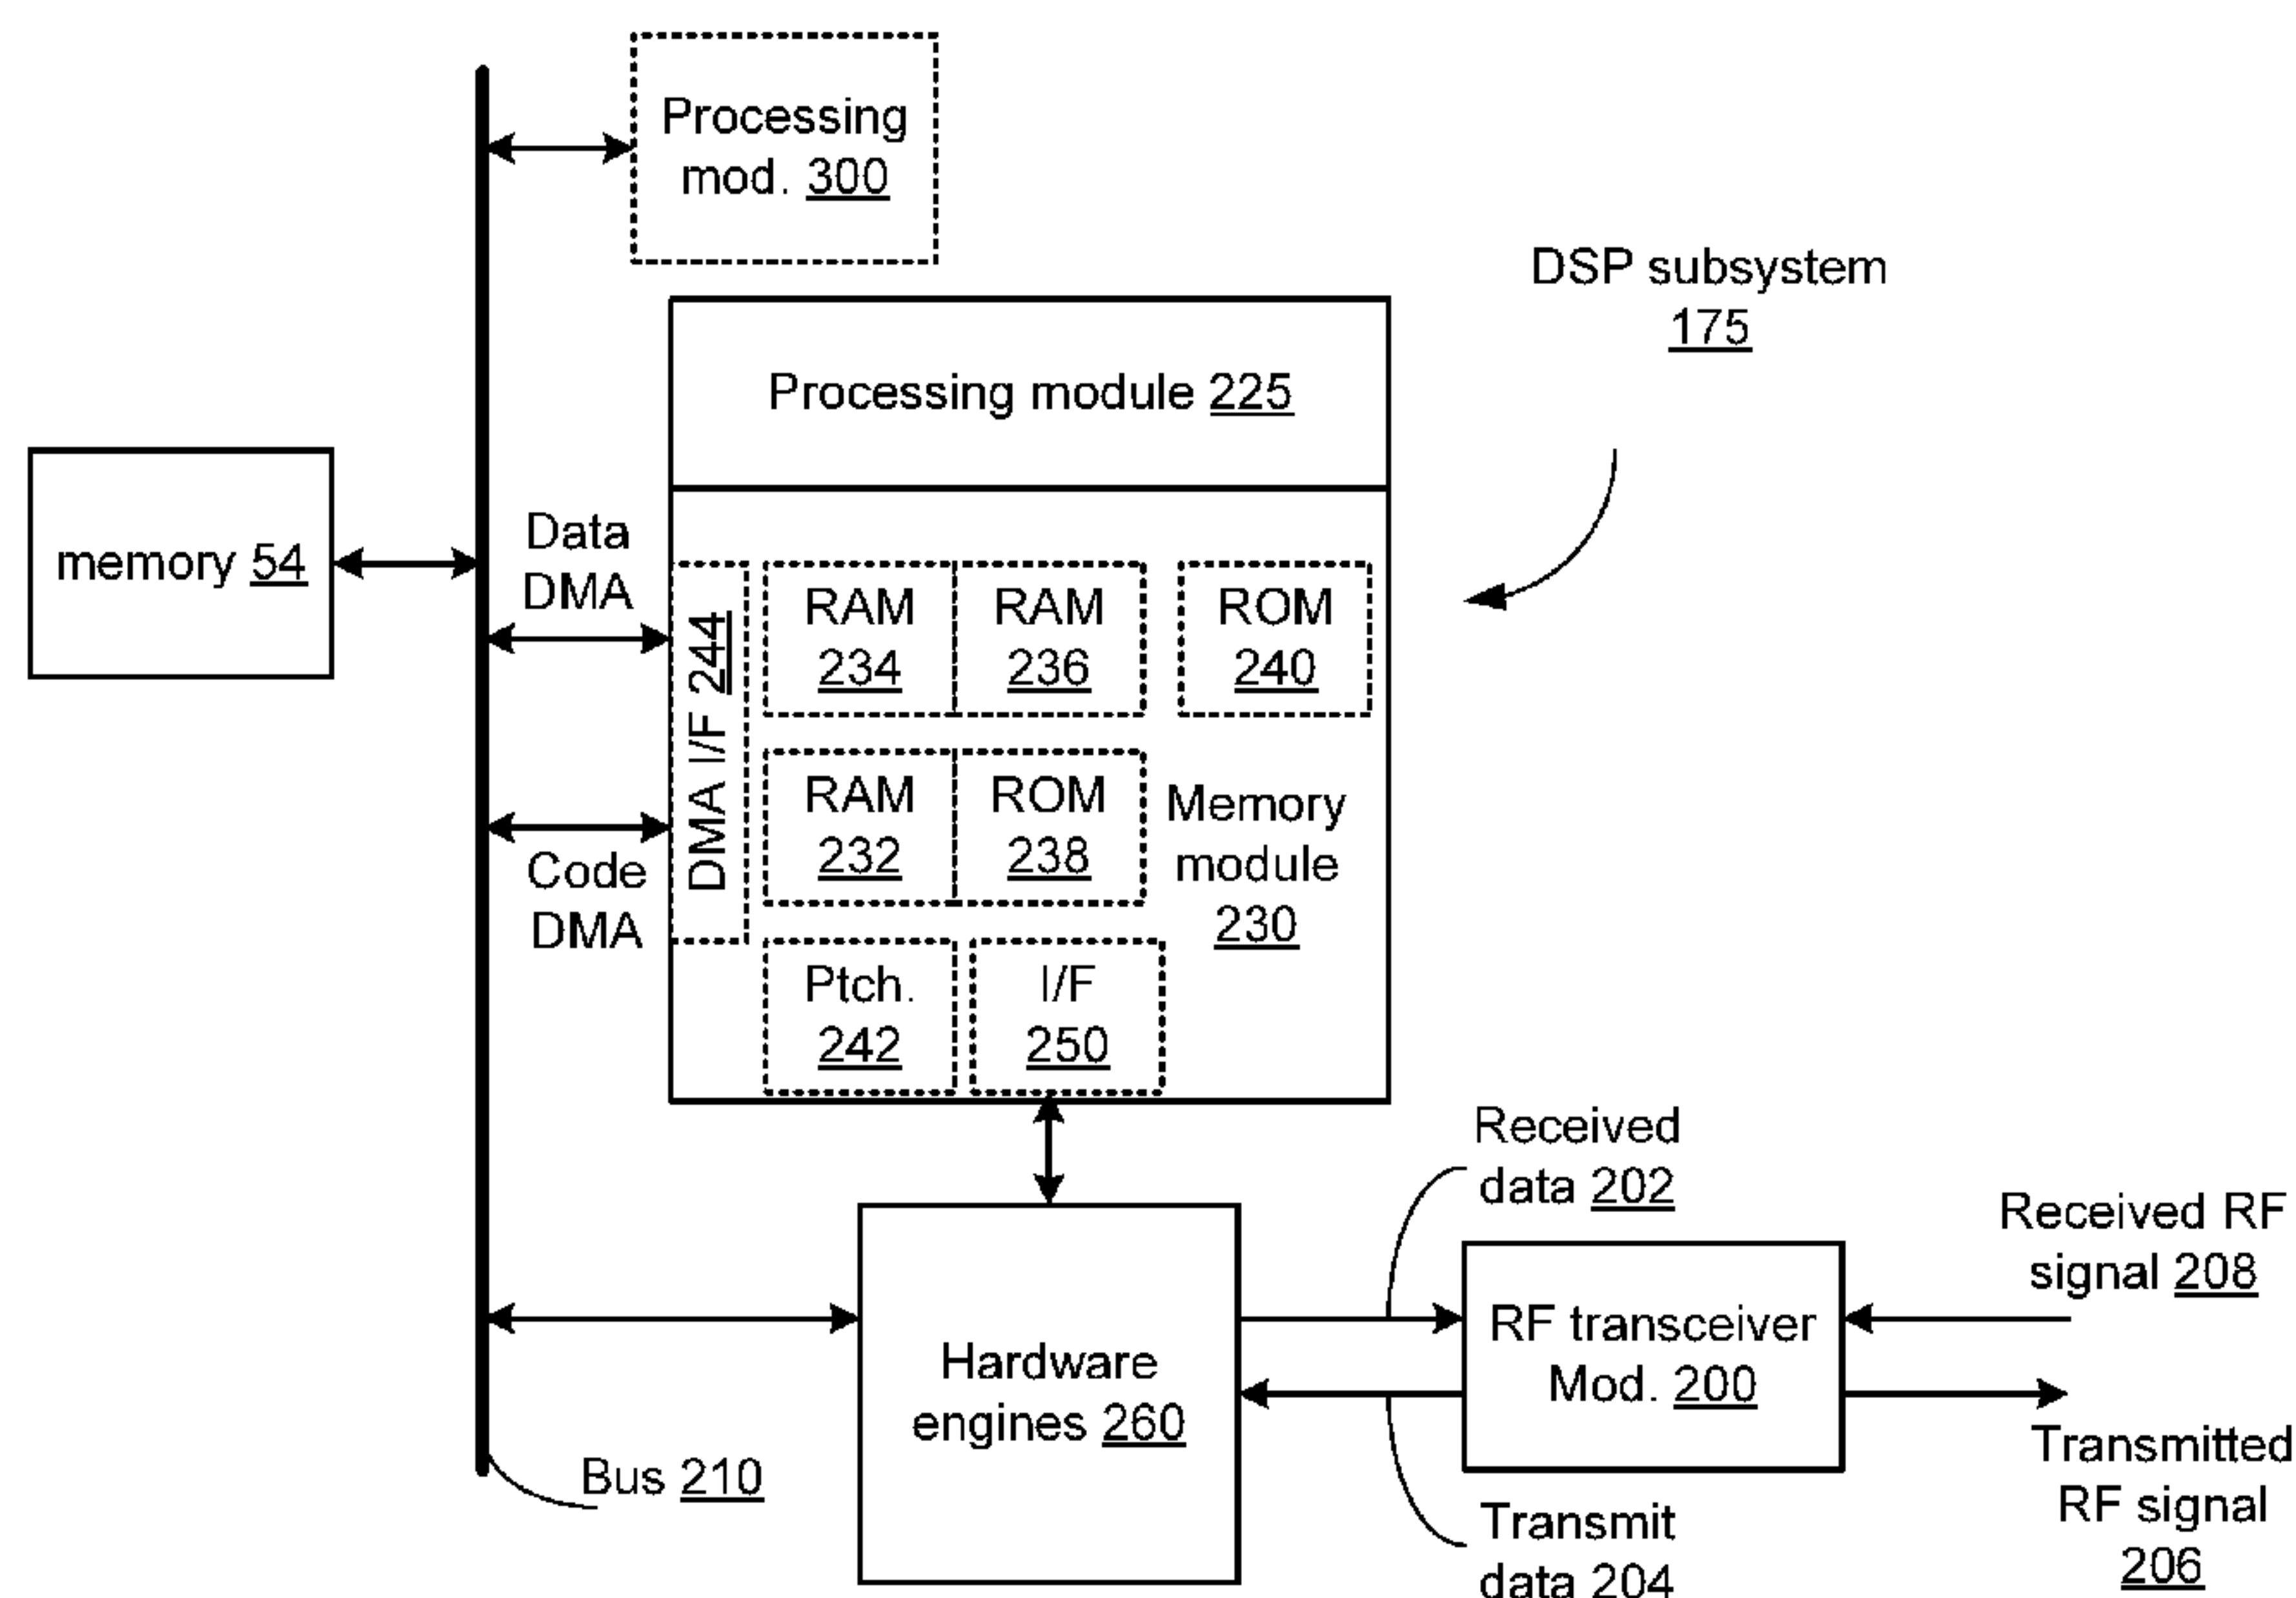 Processing
mod. 300
DSP subsystem
175
Processing module 225
memory 54
Data
DMA
Code
DMA
DMA I/F 244
RAM
234
RAM
236
ROM
240
RAM
232
ROM
238
Memory
module
230
Ptch.
242
I/F
250
Received
data 202
Received RF
signal 208
RF transceiver
Mod. 200
Hardware
engines 260
Bus 210
Transmit
data 204
Transmitted
RF signal
206